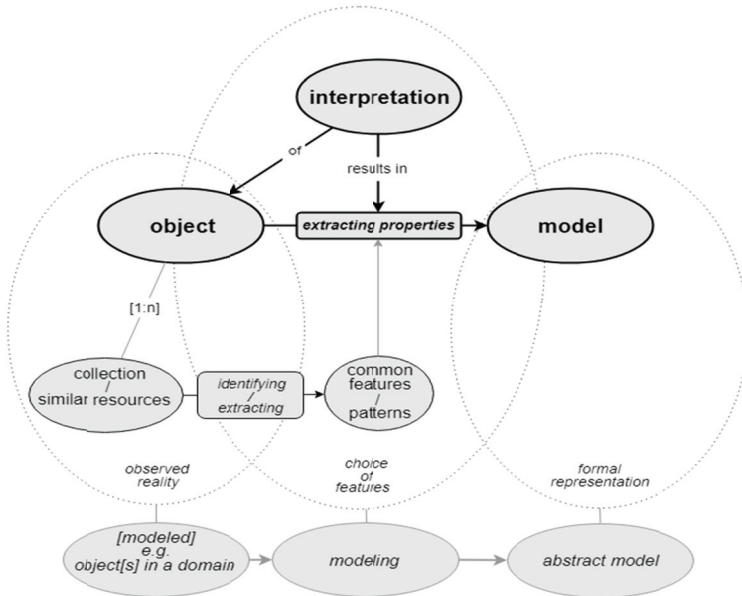 interpretation
of
results in
object
extracting properties
model
[1:n]
collection
/
similar resources
identifying
/
extracting
common
features
/
patterns
observed
reality
choice
of
features
formal
representation
[modeled]
e.g.
object[s] in a domain
modeling
abstract model